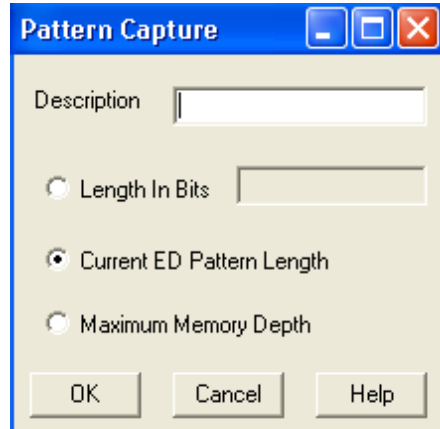 Pattern Capture
Description
Length In Bits
Current ED Pattern Length
Maximum Memory Depth
OK Cancel Help